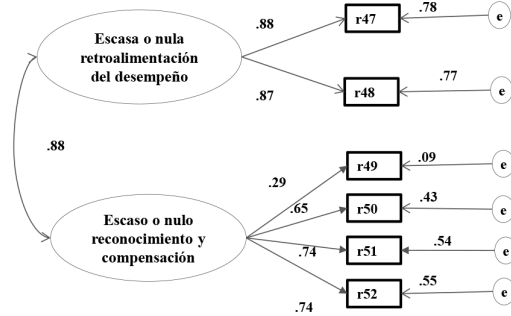 .78
.88
r47
e
Escasa o nula
retroalimentación
del desempeño
.77
r48
e
.87
.88
r49
.09
e
.29
.65
r50
.43
e
Escaso o nulo
reconocimiento y
compensación
.74
r51
.54
e
r52
.55
e
.74